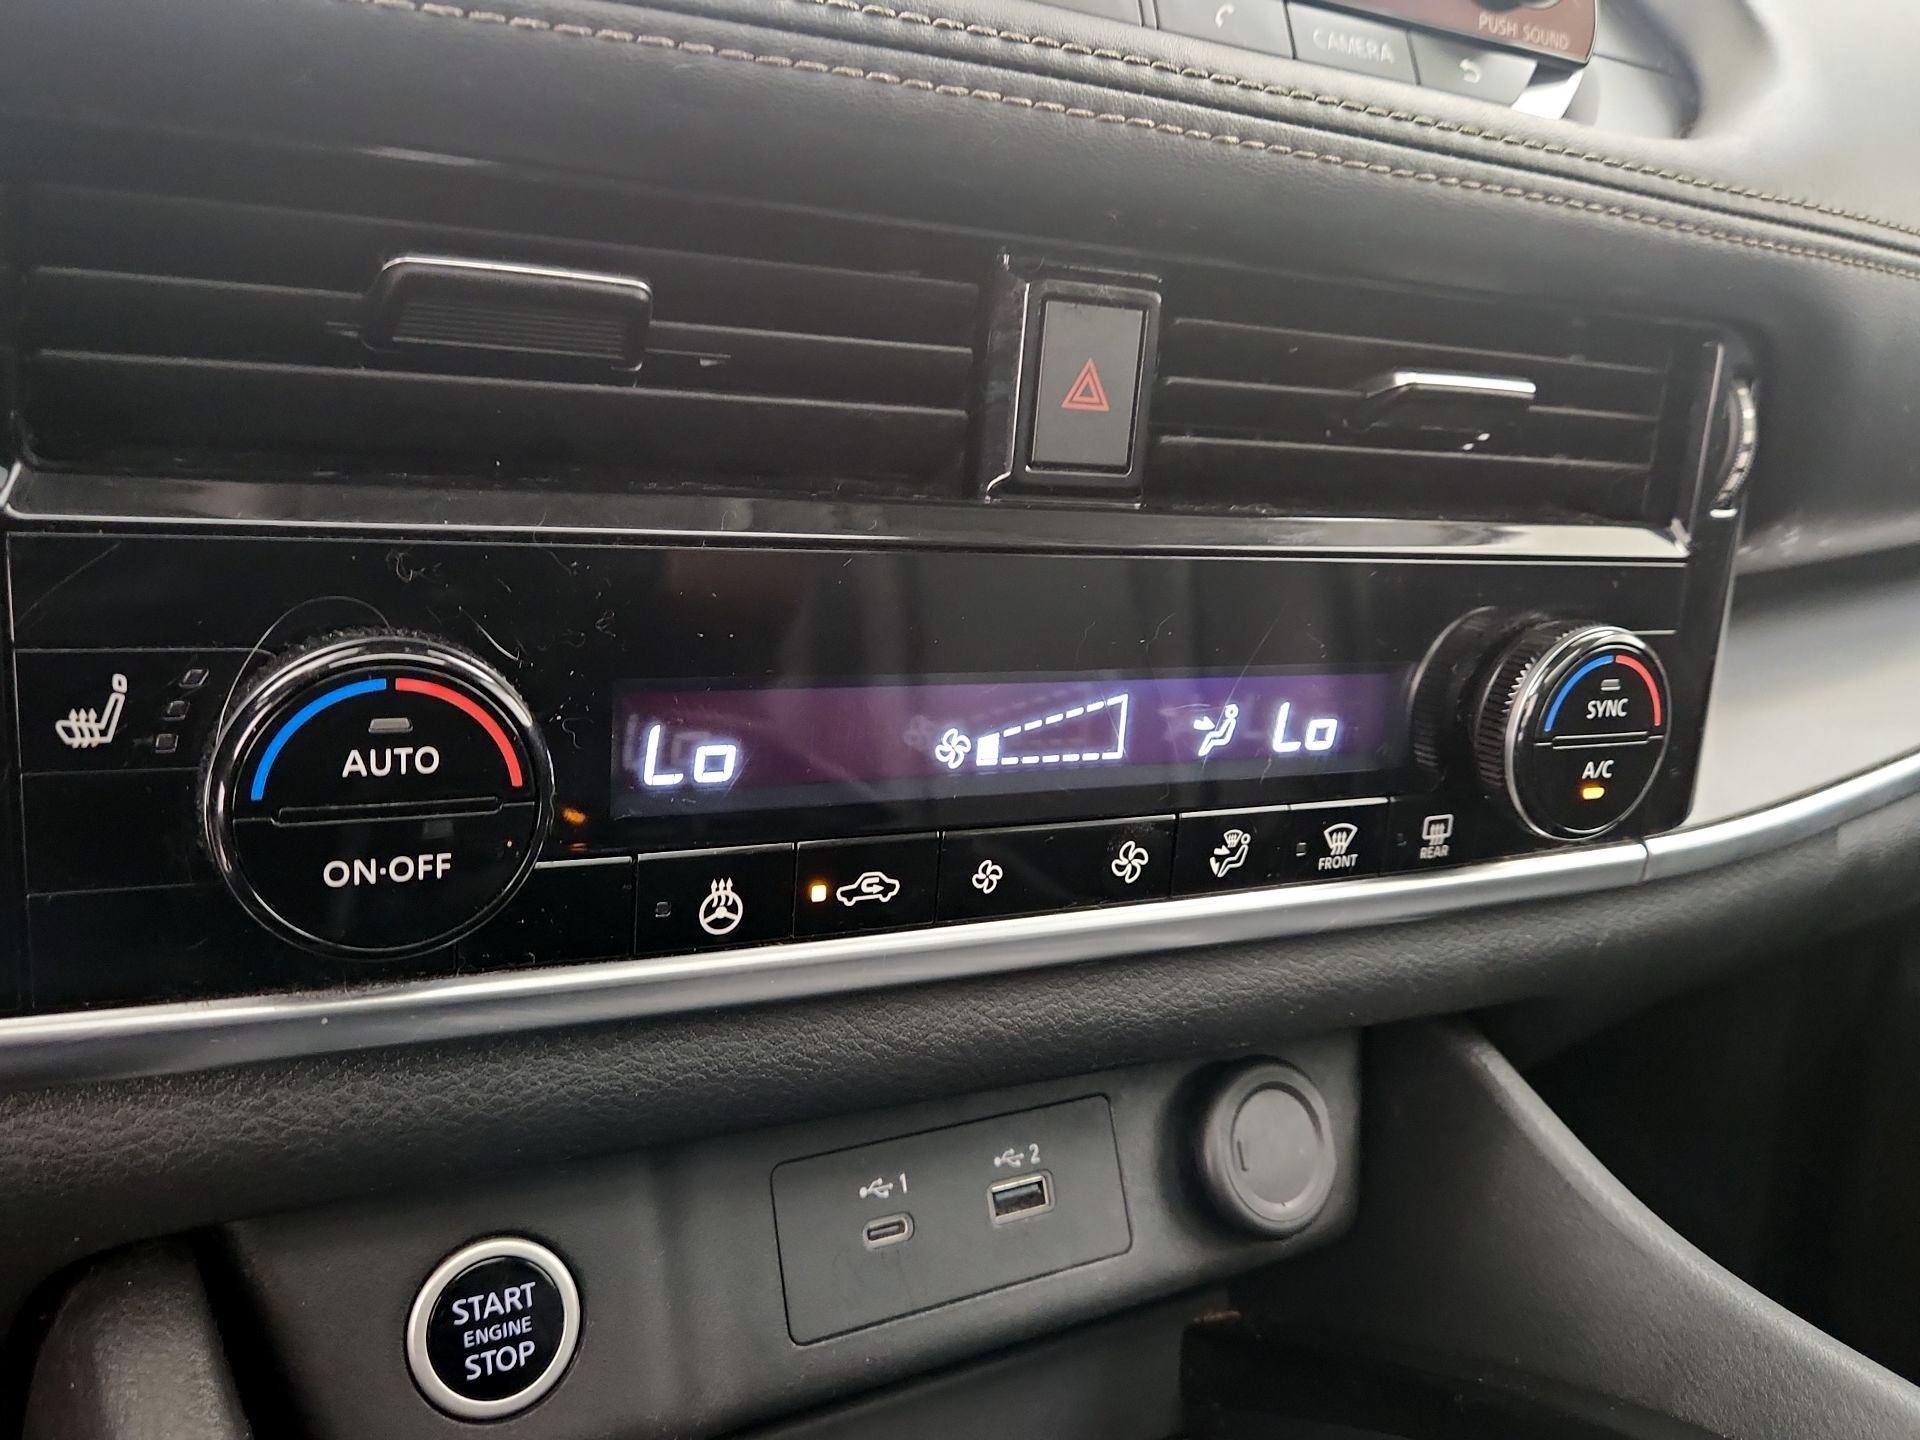 PUSH SOUND
CAMERA
AUTO
ON·OFF
Lo
Lo
SYNC
A/C
FRONT
REAR
1
2
START
ENGINE
STOP